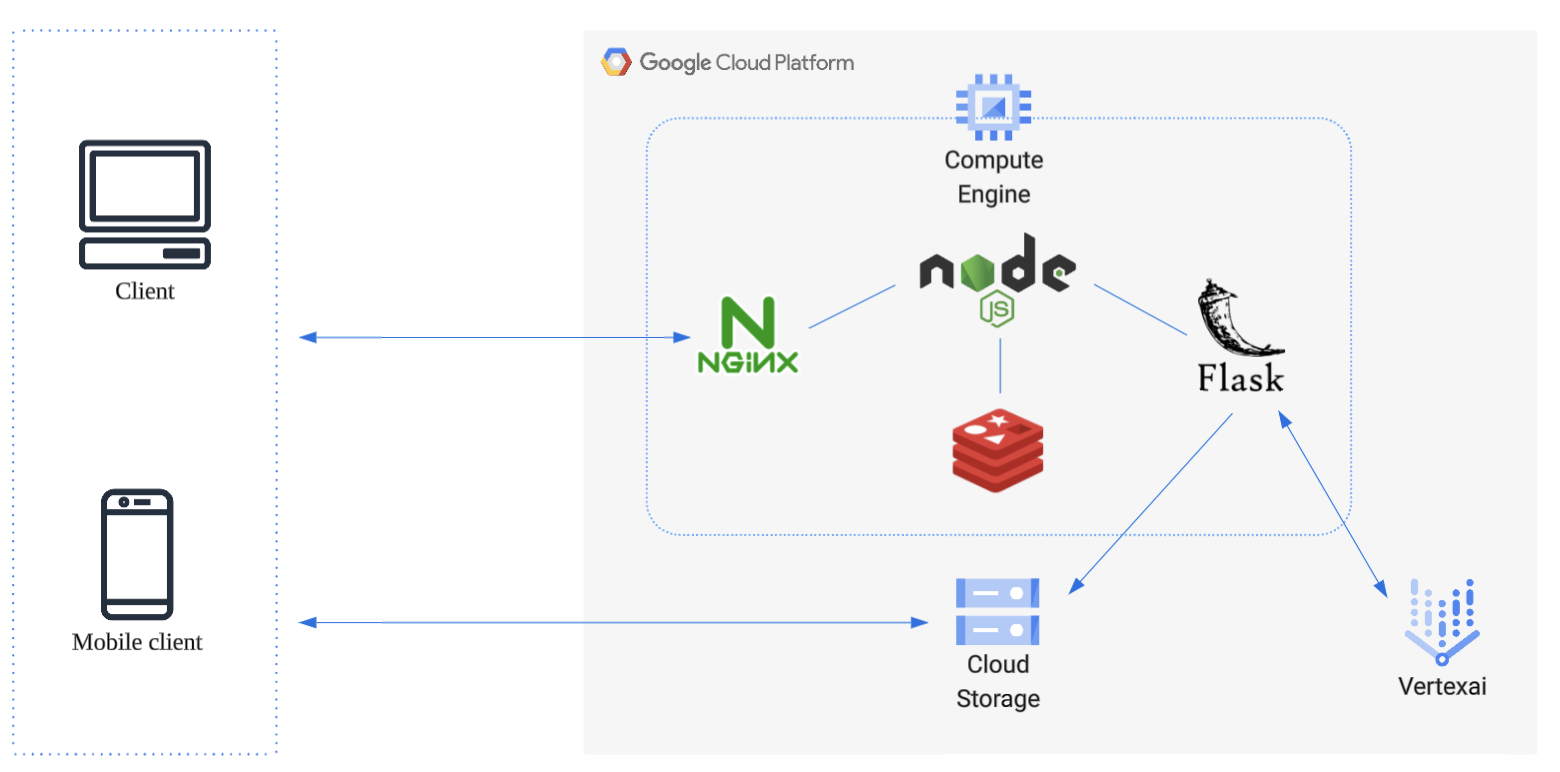 Google Cloud Platform
Compute
Engine
Client
node
JS
NGINX
Flask
Mobile client
Cloud
Storage
Vertexai